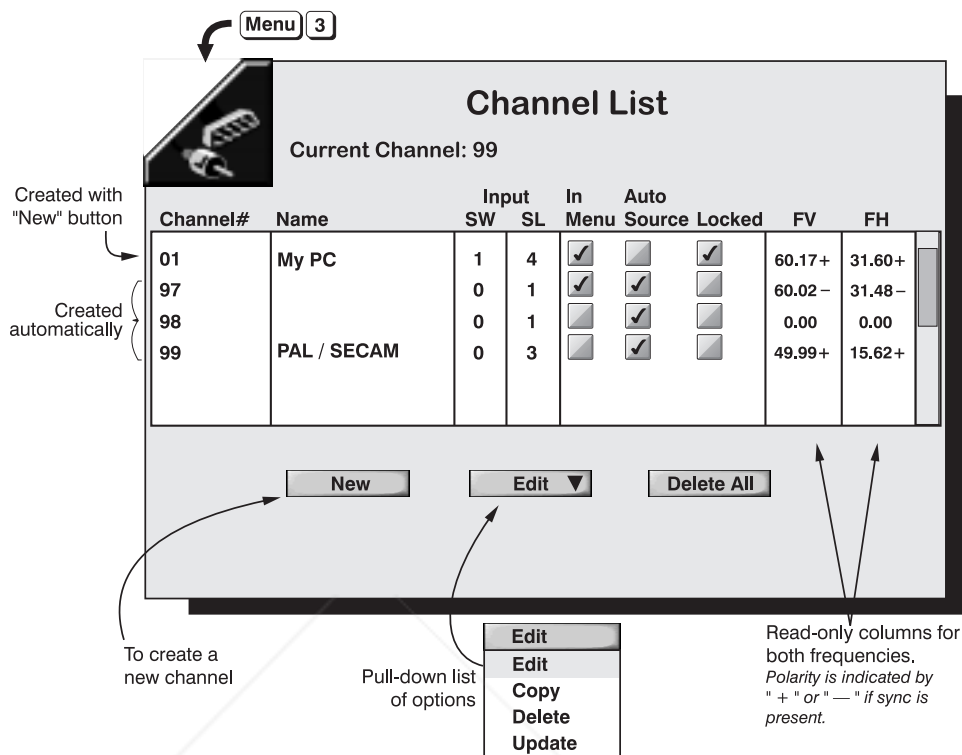 Menu 3
Channel List
Current Channel: 99
Created with
"New" button
Input In Auto
Channel# Name SW SL Menu Source Locked FV FH
01 My PC 1 4 ✓ ✓ 60.17+ 31.60+
97 0 1 ✓ ✓ 60.02– 31.48–
Created
automatically
98 0 1 ✓ 0.00 0.00
99 PAL / SECAM 0 3 ✓ 49.99+ 15.62+
New Edit ▼ Delete All
To create a
new channel
Pull-down list
of options
Edit
Edit
Copy
Delete
Update
Read-only columns for
both frequencies.
Polarity is indicated by
" + " or " — " if sync is
present.